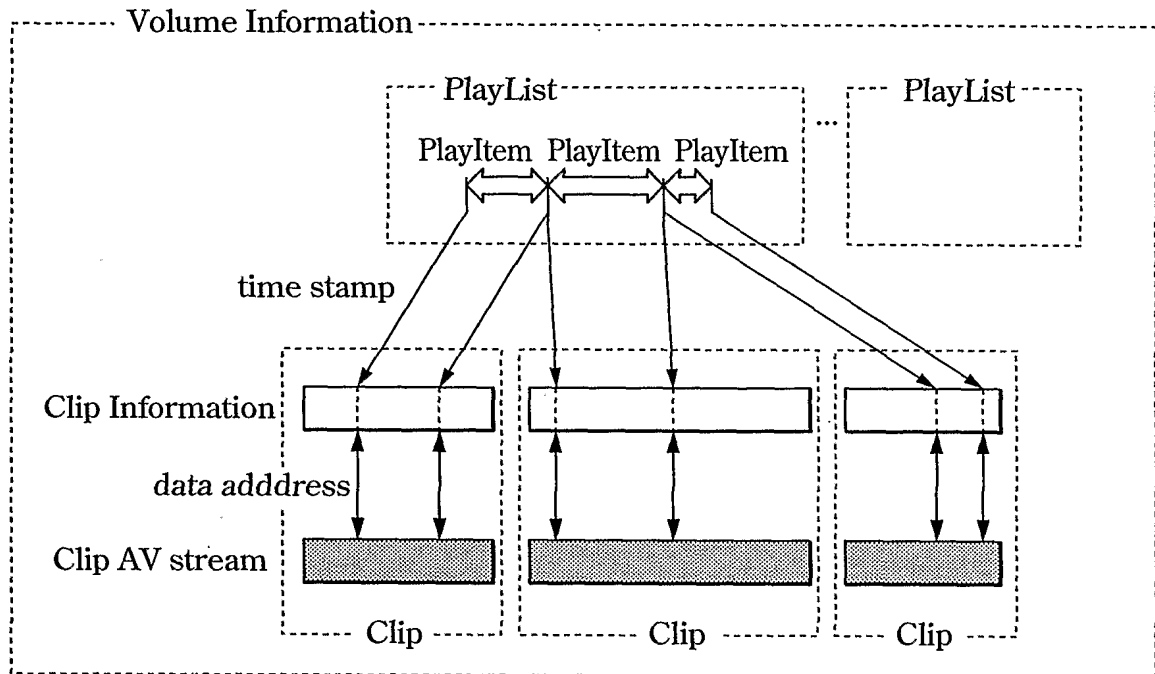 Volume Information
PlayList
PlayList
...
PlayItem PlayItem PlayItem
time stamp
Clip Information
data adddress
Clip AV stream
Clip
Clip
Clip